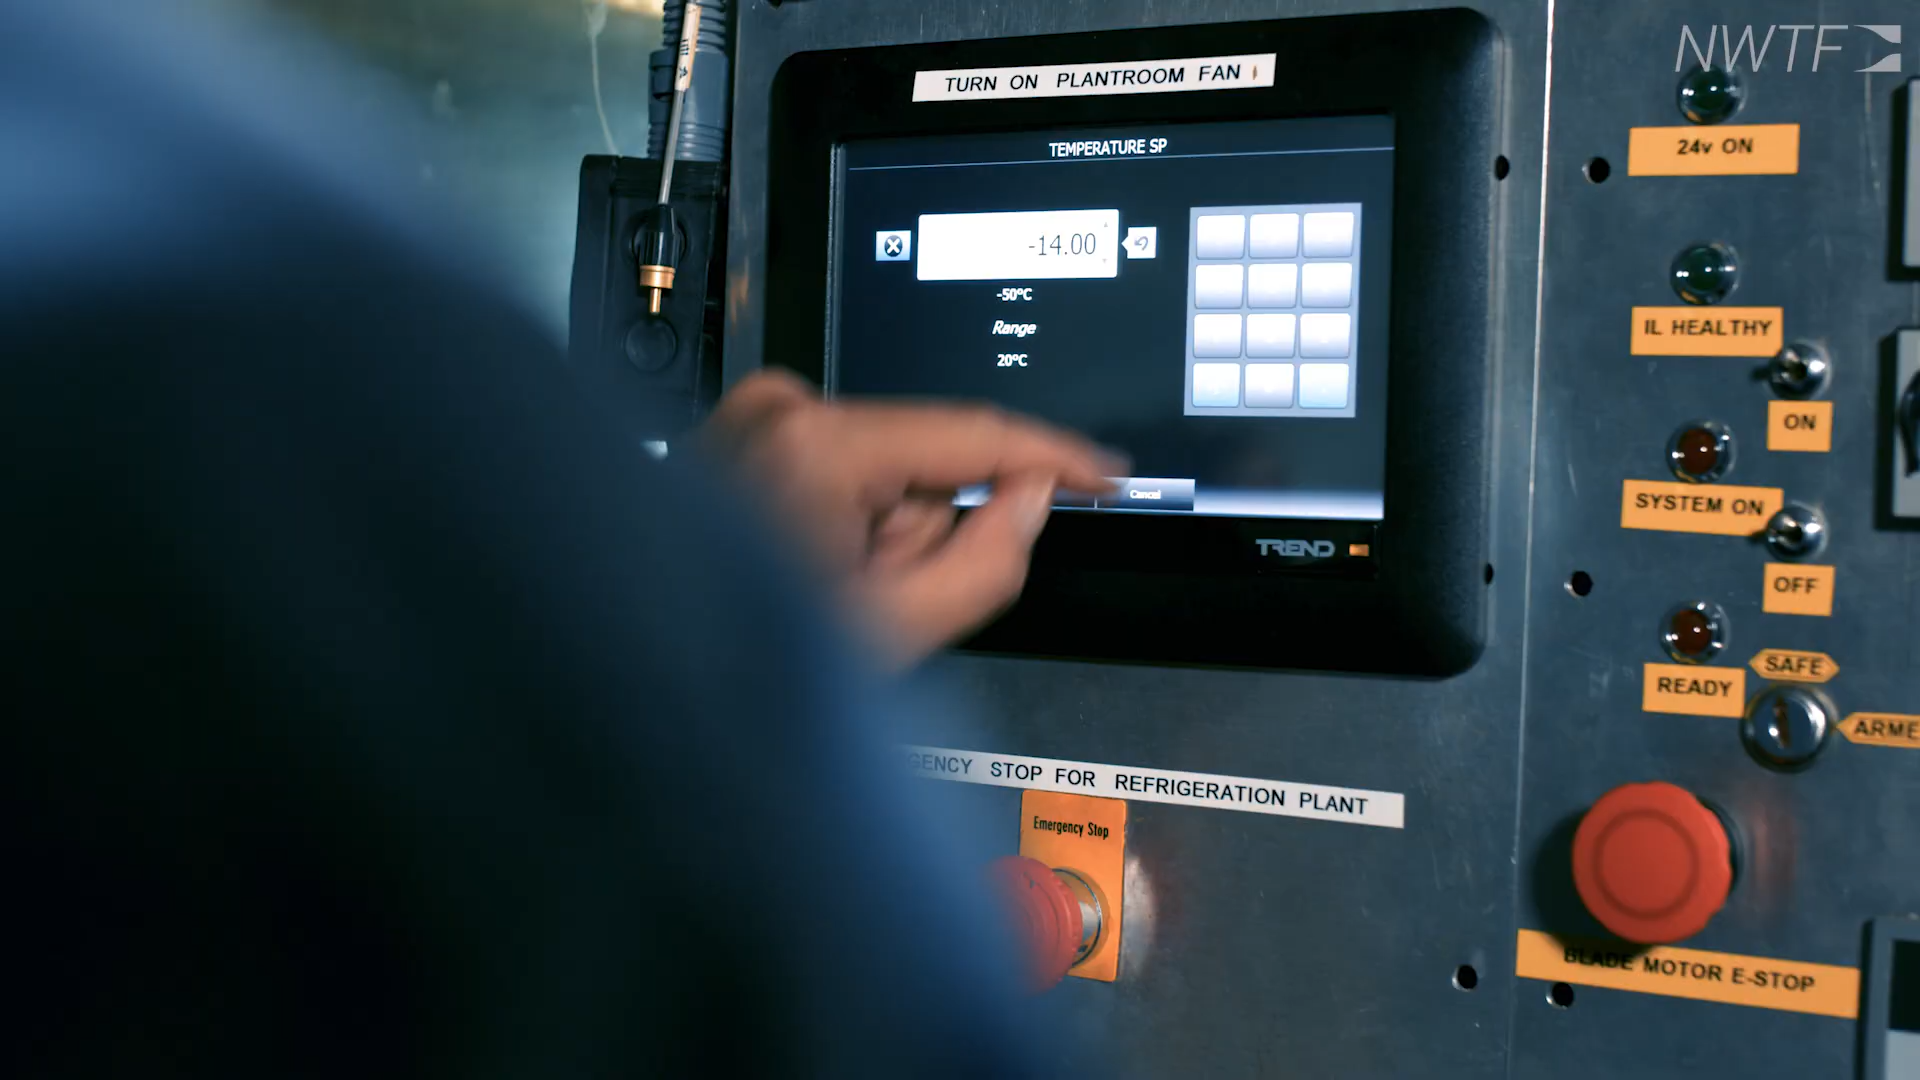 NWTF
TURN ON PLANTROOM FAN
TEMPERATURE SP
-14.00
-50°C
Range
20°C
Cancel
TREND
24v ON
IL HEALTHY
ON
SYSTEM ON
OFF
READY
SAFE
ARME
GENCY STOP FOR REFRIGERATION PLANT
Emergency Stop
BLADE MOTOR E-STOP